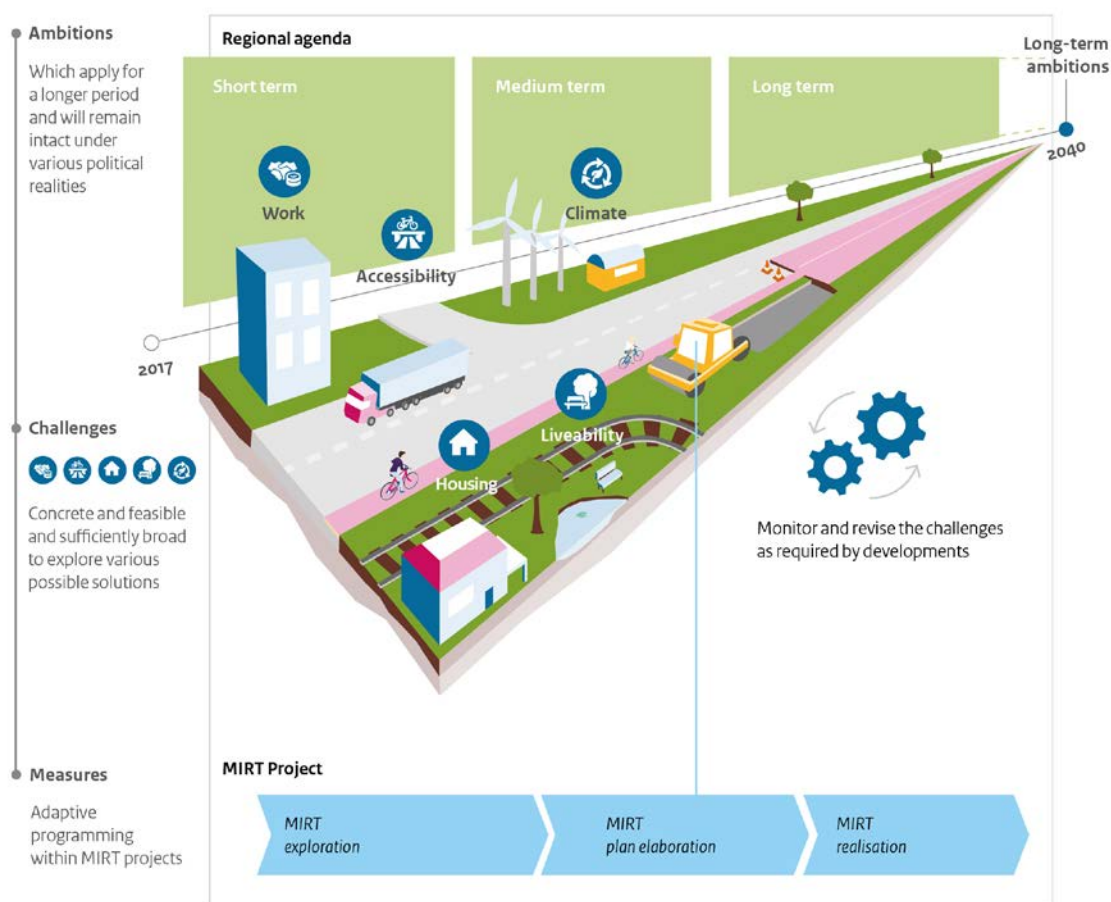 Ambitions
Which apply for
a longer period
and will remain
intact under
various political
realities
Regional agenda
Short term
Medium term
Long term
Long-term
ambitions
2040
Work
Accessibility
Climate
2017
Challenges
Concrete and feasible
and sufficiently broad
to explore various
possible solutions
Liveability
Housing
Monitor and revise the challenges
as required by developments
Measures
Adaptive
programming
within MIRT projects
MIRT Project
MIRT
exploration
MIRT
plan elaboration
MIRT
realisation